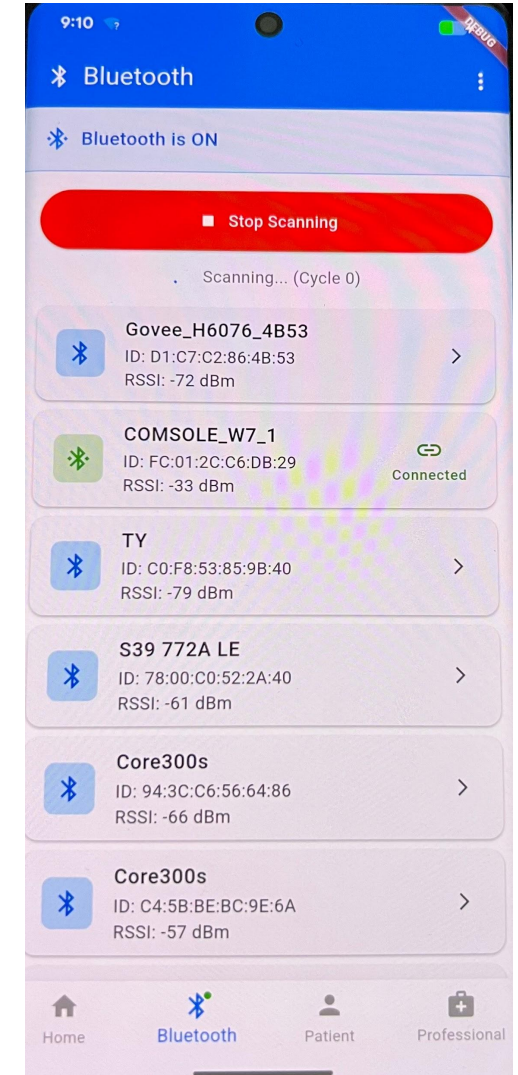 9:10
DEBUG
Bluetooth
Bluetooth is ON
Stop Scanning
Scanning... (Cycle 0)
Govee_H6076_4B53
ID: D1:C7:C2:86:4B:53
RSSI: -72 dBm
COMSOLE_W7_1
ID: FC:01:2C:C6:DB:29
RSSI: -33 dBm
Connected
TY
ID: C0:F8:53:85:9B:40
RSSI: -79 dBm
S39 772A LE
ID: 78:00:C0:52:2A:40
RSSI: -61 dBm
Core300s
ID: 94:3C:C6:56:64:86
RSSI: -66 dBm
Core300s
ID: C4:5B:BE:BC:9E:6A
RSSI: -57 dBm
Home
Bluetooth
Patient
Professional